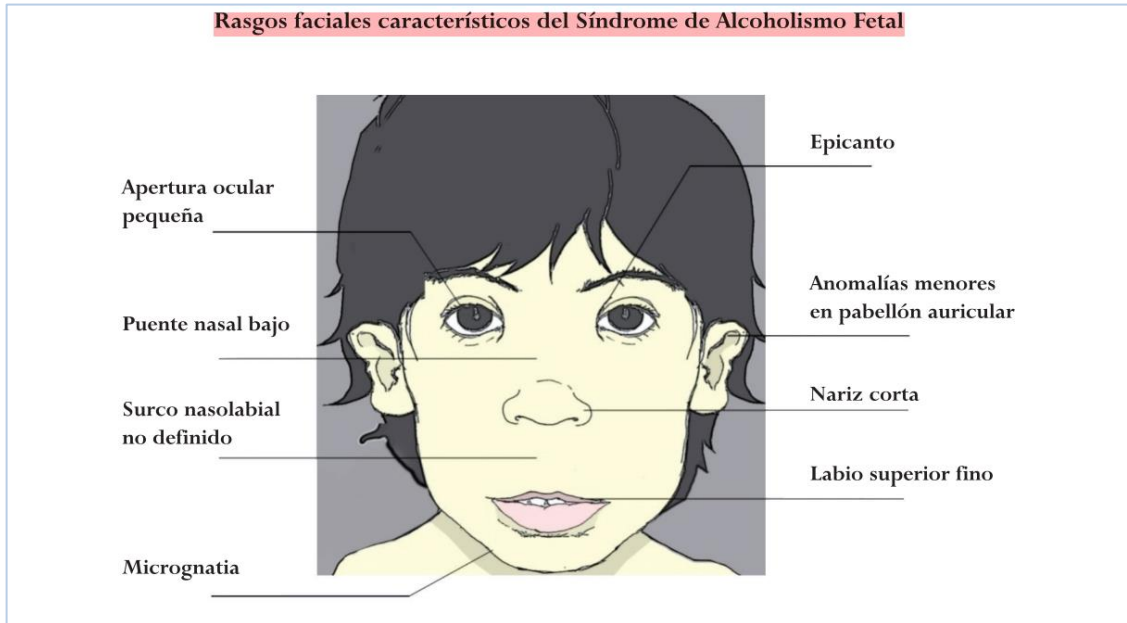 Rasgos faciales característicos del Síndrome de Alcoholismo Fetal
Apertura ocular
pequeña
Puente nasal bajo
Surco nasolabial
no definido
Micrognatia
Epicanto
Anomalías menores
en pabellón auricular
Nariz corta
Labio superior fino